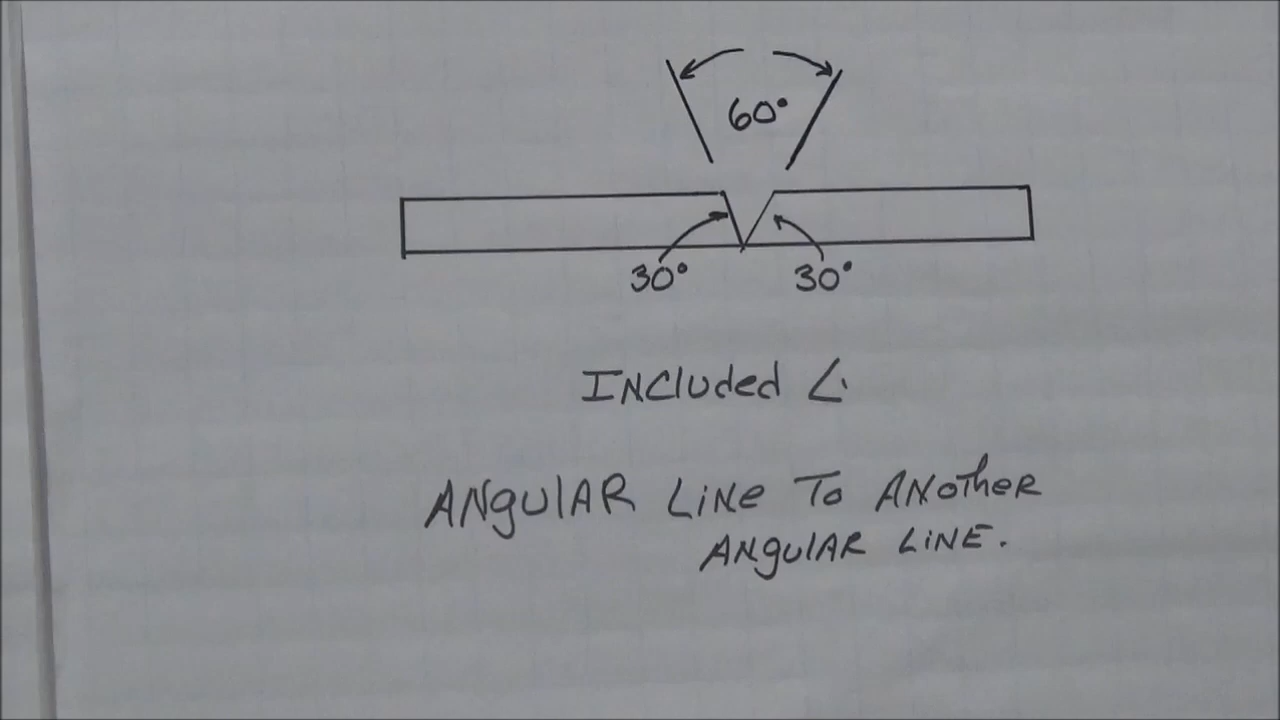 60°
30° 30°
INCluded ∠.
ANgulAR LiNe To ANotheR
ANgulAR LiNE.